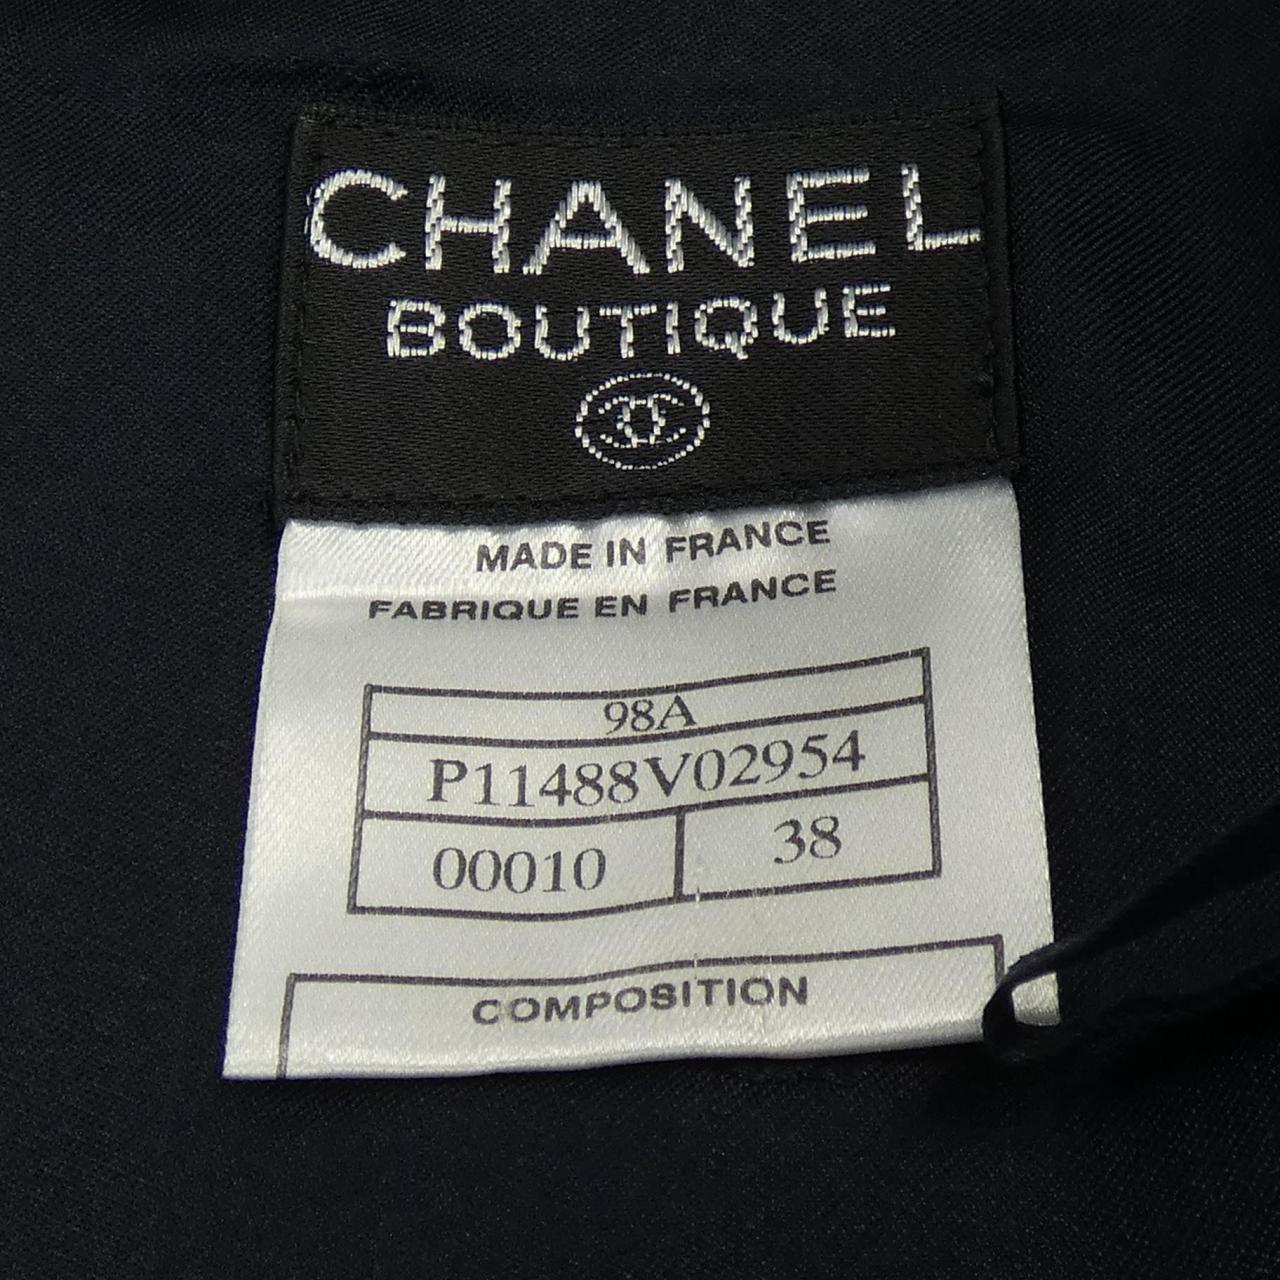 CHANEL
BOUTIQUE
MADE IN FRANCE
FABRIQUE EN FRANCE
98A
P11488V02954
00010 38
COMPOSITION